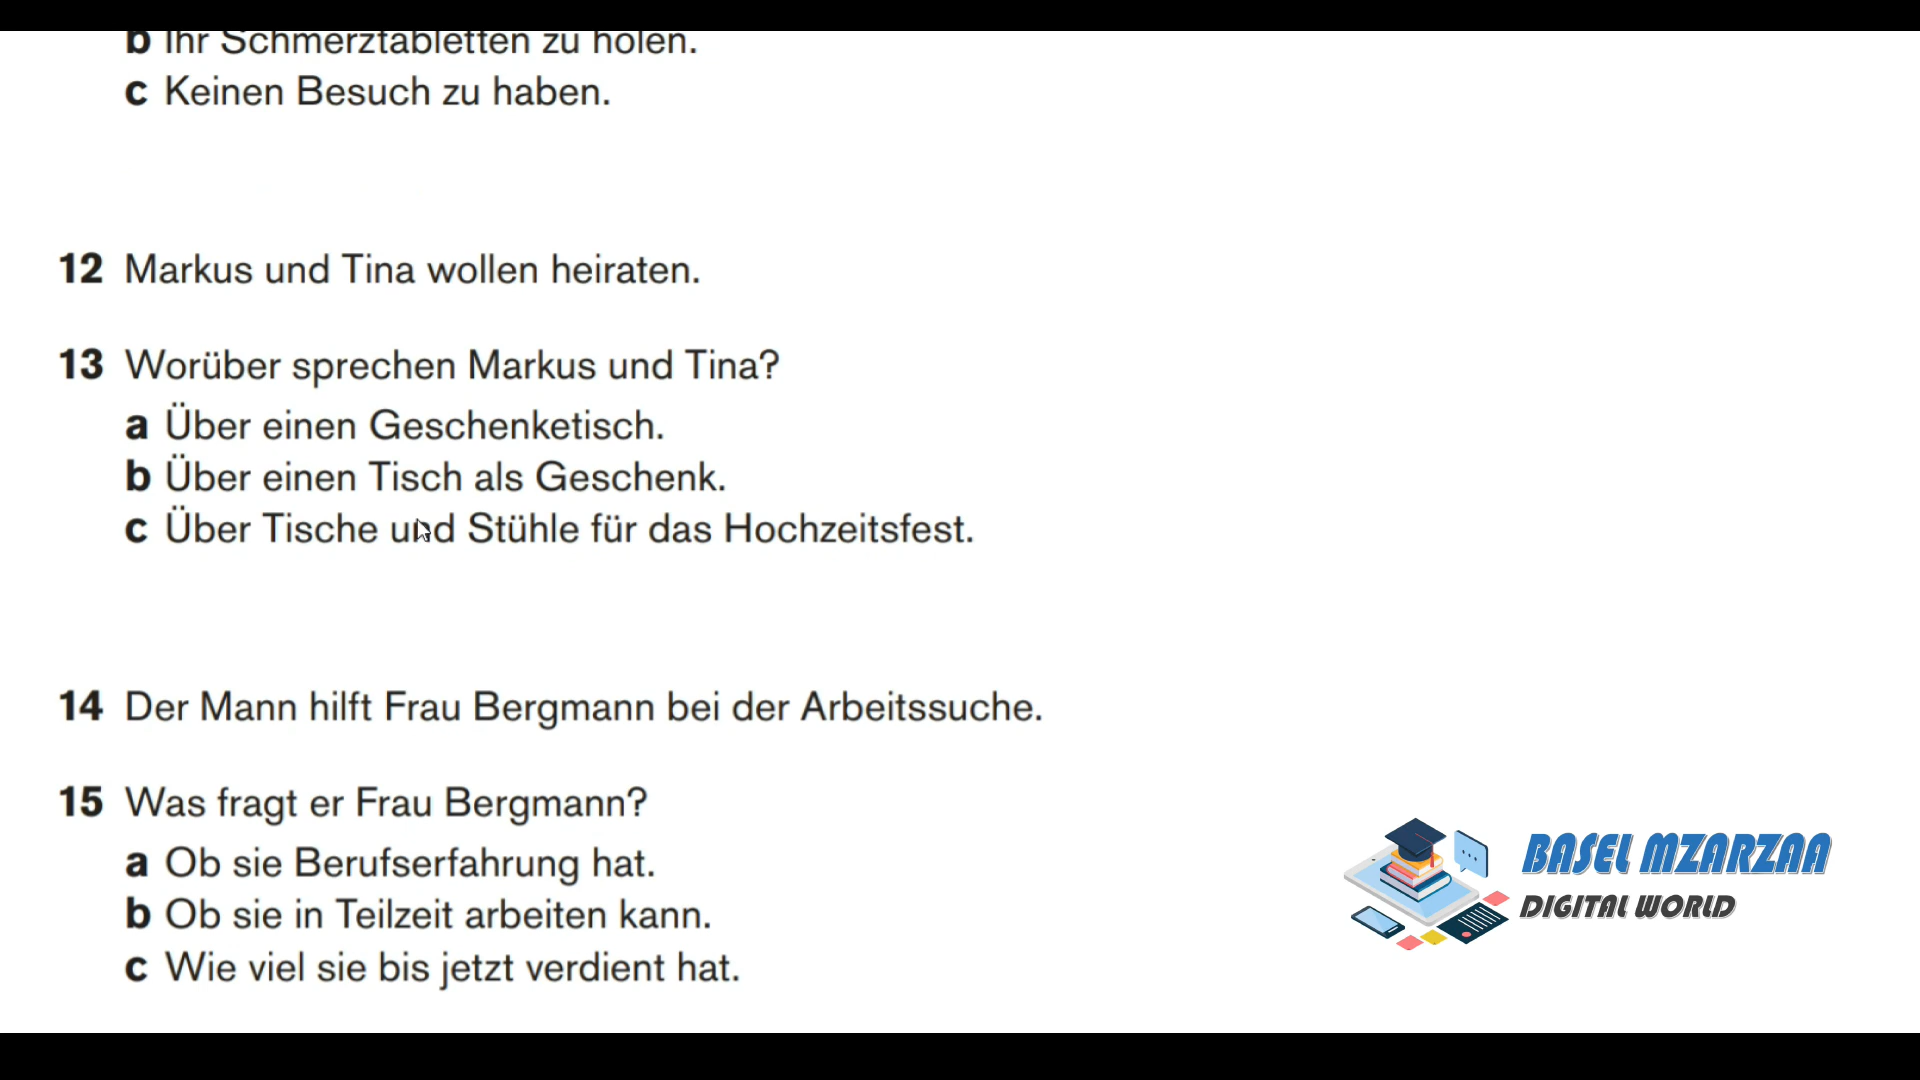 b Ihr Schmerztabletten zu holen.
c Keinen Besuch zu haben.
12 Markus und Tina wollen heiraten.
13 Worüber sprechen Markus und Tina?
a Über einen Geschenketisch.
b Über einen Tisch als Geschenk.
c Über Tische und Stühle für das Hochzeitsfest.
14 Der Mann hilft Frau Bergmann bei der Arbeitssuche.
15 Was fragt er Frau Bergmann?
a Ob sie Berufserfahrung hat.
b Ob sie in Teilzeit arbeiten kann.
c Wie viel sie bis jetzt verdient hat.
BASEL MZARZAA
DIGITAL WORLD